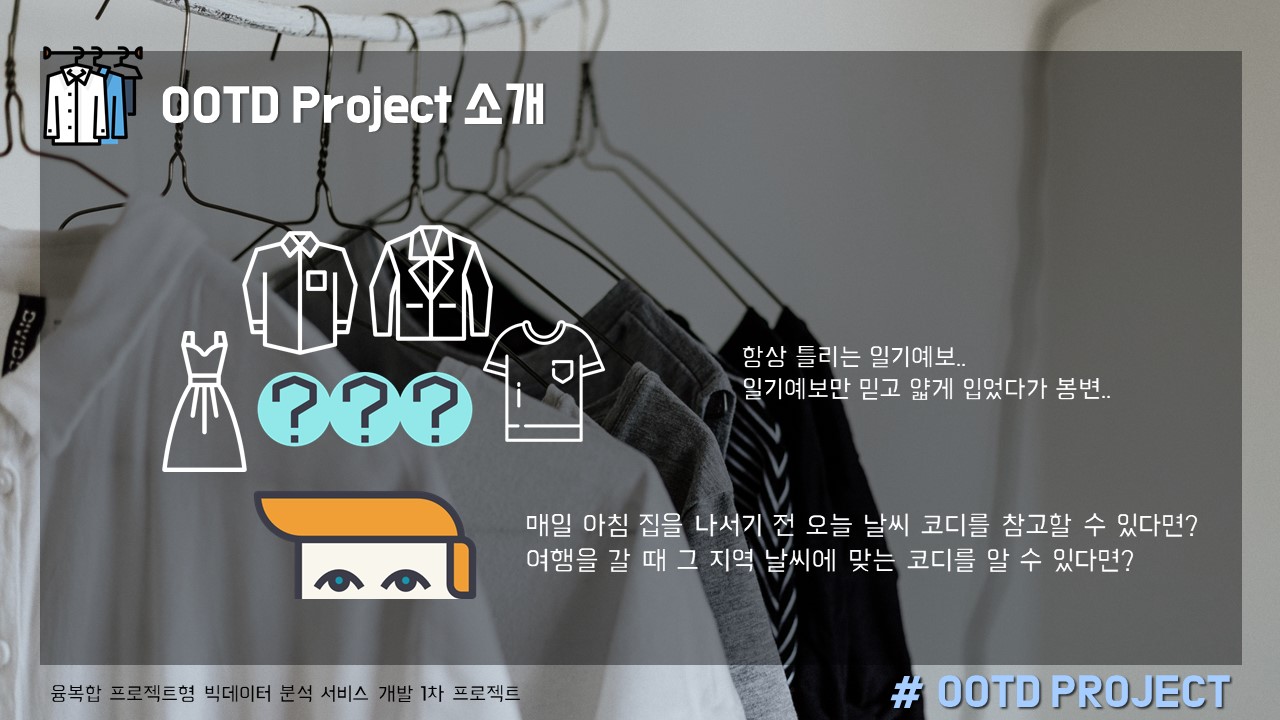 OOTD Project 소개
???
항상 틀리는 일기예보..
일기예보만 믿고 얇게 입었다가 봉변..
매일 아침 집을 나서기 전 오늘 날씨 코디를 참고할 수 있다면?
여행을 갈 때 그 지역 날씨에 맞는 코디를 알 수 있다면?
융복합 프로젝트형 빅데이터 분석 서비스 개발 1차 프로젝트
# OOTD PROJECT